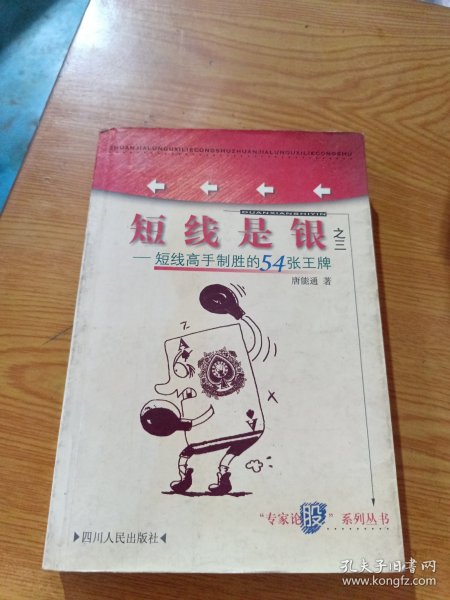 ZHUANJIALUNGUXILIECONGSHUZHUANJIALUNGUXILIECONGSHU
DUANXIANSHIYIN
短线是银之三
—短线高手制胜的54张王牌
唐能通 著
“专家论股”系列丛书
▶四川人民出版社◀
孔夫子旧书网
www.kongfz.com